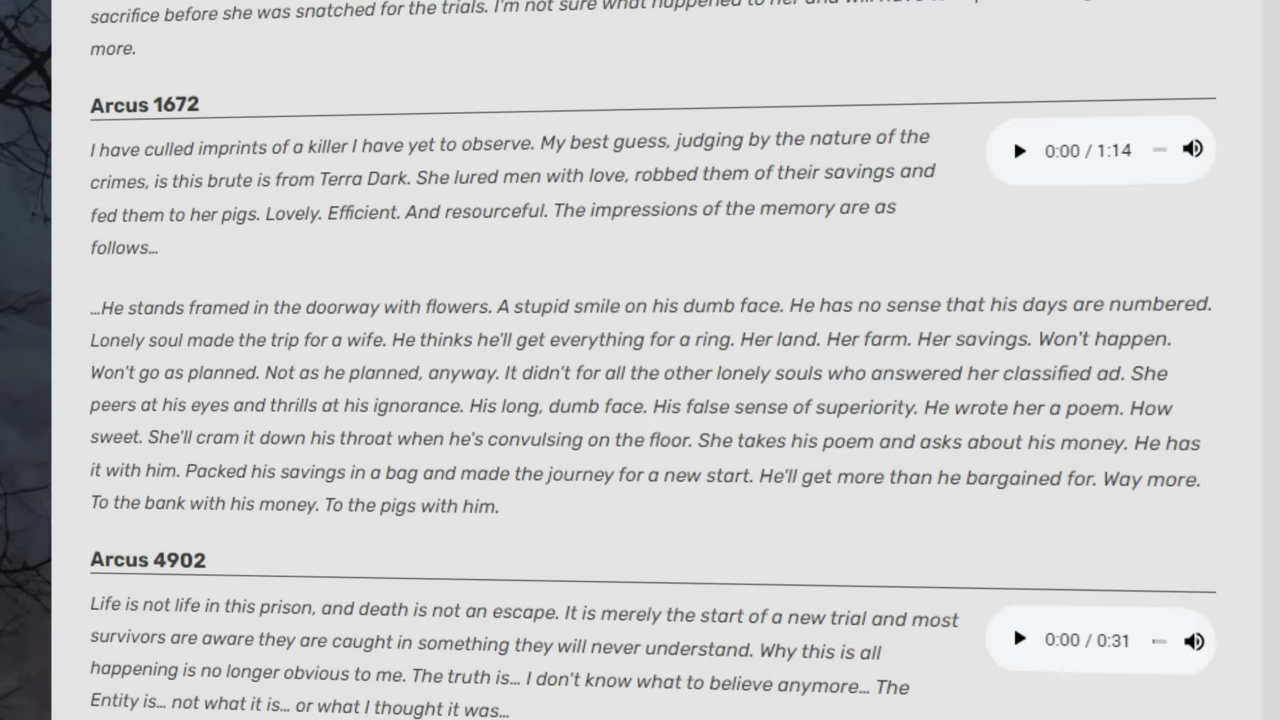 sacrifice before she was snatched for the trials. I'm not sure what happened to her and will
more.
Arcus 1672
I have culled imprints of a killer I have yet to observe. My best guess, judging by the nature of the
crimes, is this brute is from Terra Dark. She lured men with love, robbed them of their savings and
fed them to her pigs. Lovely. Efficient. And resourceful. The impressions of the memory are as
follows…
0:00 / 1:14
…He stands framed in the doorway with flowers. A stupid smile on his dumb face. He has no sense that his days are numbered.
Lonely soul made the trip for a wife. He thinks he'll get everything for a ring. Her land. Her farm. Her savings. Won't happen.
Won't go as planned. Not as he planned, anyway. It didn't for all the other lonely souls who answered her classified ad. She
peers at his eyes and thrills at his ignorance. His long, dumb face. His false sense of superiority. He wrote her a poem. How
sweet. She'll cram it down his throat when he's convulsing on the floor. She takes his poem and asks about his money. He has
it with him. Packed his savings in a bag and made the journey for a new start. He'll get more than he bargained for. Way more.
To the bank with his money. To the pigs with him.
Arcus 4902
Life is not life in this prison, and death is not an escape. It is merely the start of a new trial and most
survivors are aware they are caught in something they will never understand. Why this is all
happening is no longer obvious to me. The truth is… I don't know what to believe anymore… The
Entity is… not what it is… or what I thought it was…
0:00 / 0:31